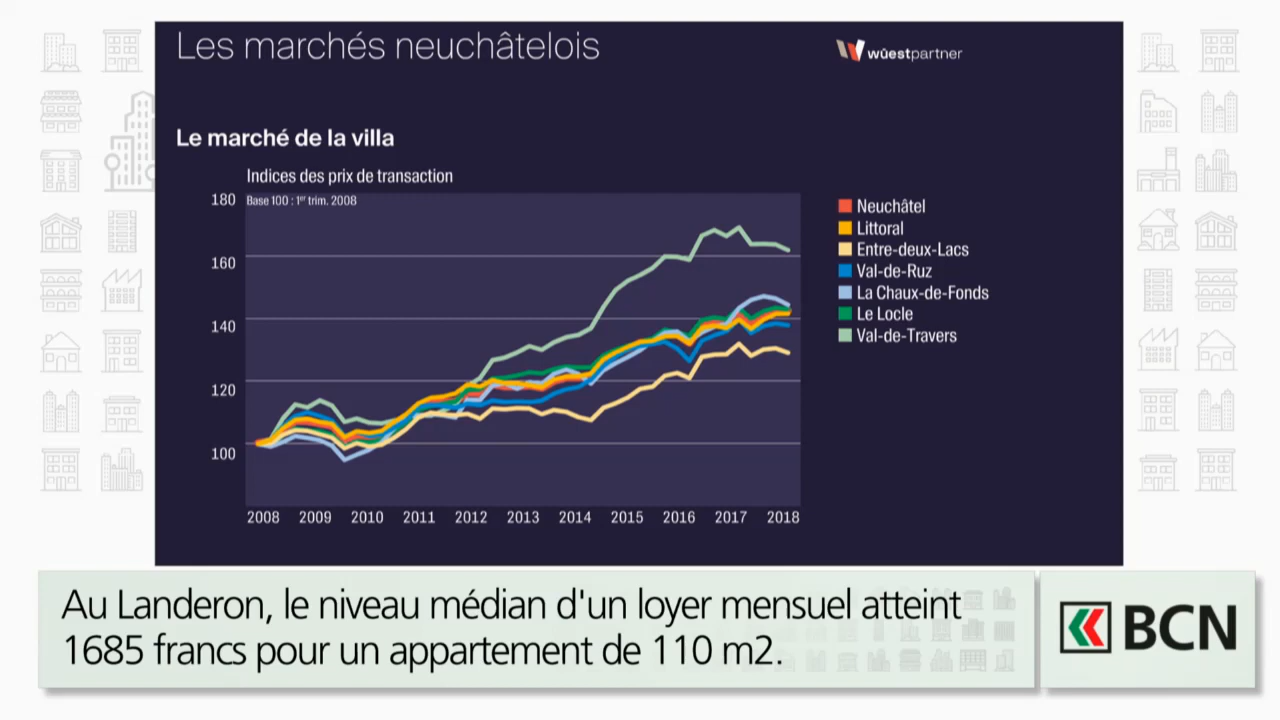 Les marchés neuchâtelois
wüestpartner
Le marché de la villa
Indices des prix de transaction
Base 100 : 1er trim. 2008
180
160
140
120
100
2008 2009 2010 2011 2012 2013 2014 2015 2016 2017 2018
Neuchâtel
Littoral
Entre-deux-Lacs
Val-de-Ruz
La Chaux-de-Fonds
Le Locle
Val-de-Travers
Au Landeron, le niveau médian d'un loyer mensuel atteint
1685 francs pour un appartement de 110 m2.
BCN